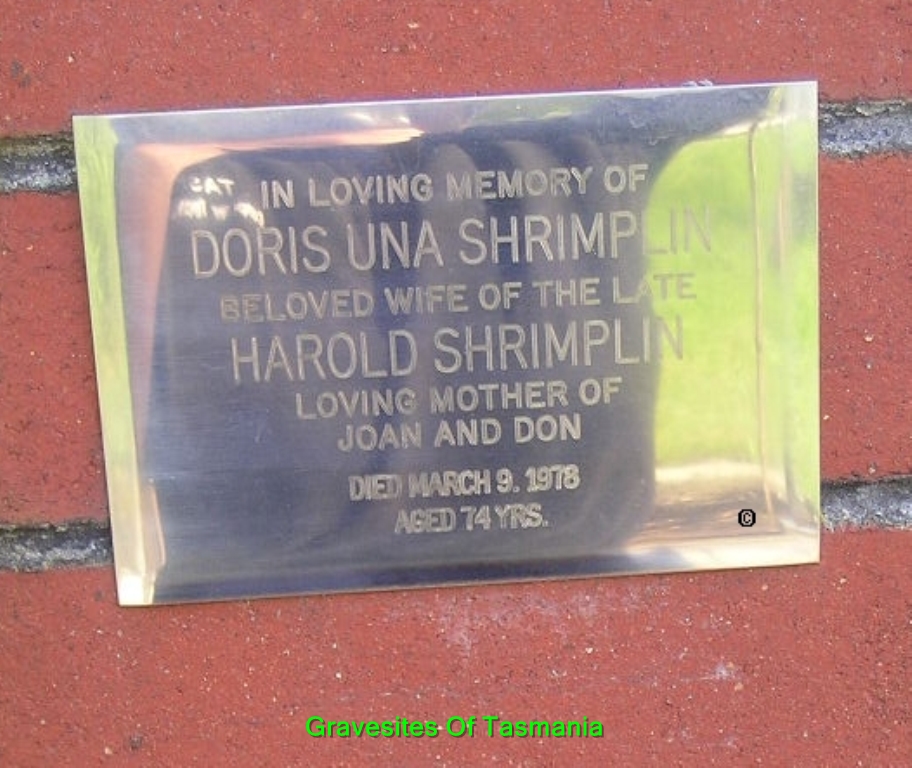 IN LOVING MEMORY OF
DORIS UNA SHRIMPLIN
BELOVED WIFE OF THE LATE
HAROLD SHRIMPLIN
LOVING MOTHER OF
JOAN AND DON
DIED MARCH 9. 1978
AGED 74 YRS.
©
Gravesites Of Tasmania